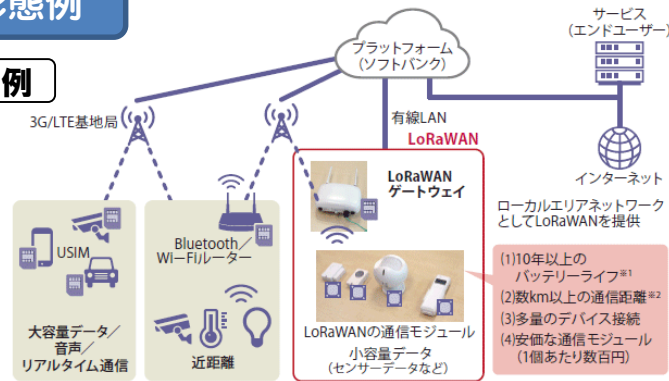 態例
例
サービス
(エンドユーザー)
プラットフォーム
(ソフトバンク)
3G/LTE基地局
有線LAN
LoRaWAN
LoRaWAN
ゲートウェイ
インターネット
ローカルエリアネットワーク
としてLoRaWANを提供
USIM
Bluetooth/
WI-Fiルーター
大容量データ/
音声/
リアルタイム通信
近距離
LoRaWANの通信モジュール
小容量データ
(センサーデータなど)
(1)10年以上の
バッテリーライフ※1
(2)数km以上の通信距離※2
(3)多量のデバイス接続
(4)安価な通信モジュール
(1個あたり数百円)